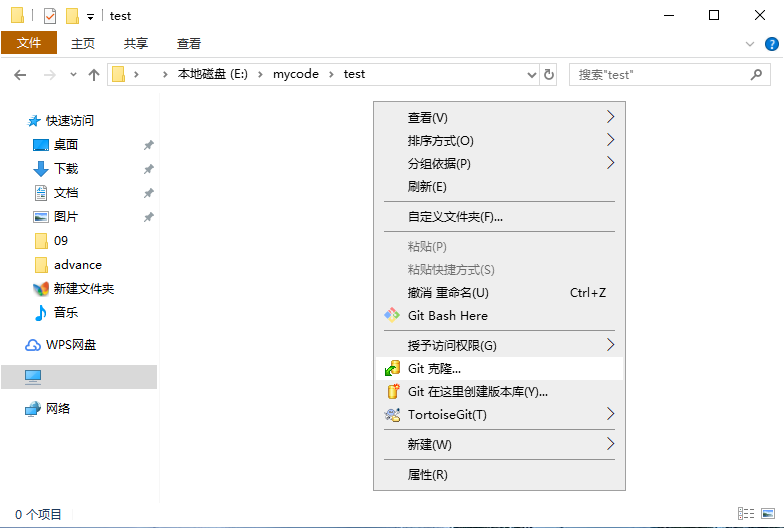 test
文件 主页 共享 查看
本地磁盘 (E:) mycode test 搜索"test"
快速访问
桌面
下载
文档
图片
09
advance
新建文件夹
音乐
WPS网盘
网络
查看(V)
排序方式(O)
分组依据(P)
刷新(E)
自定义文件夹(F)...
粘贴(P)
粘贴快捷方式(S)
撤消 重命名(U) Ctrl+Z
Git Bash Here
授予访问权限(G)
Git 克隆...
Git 在这里创建版本库(Y)...
TortoiseGit(T)
新建(W)
属性(R)
0 个项目